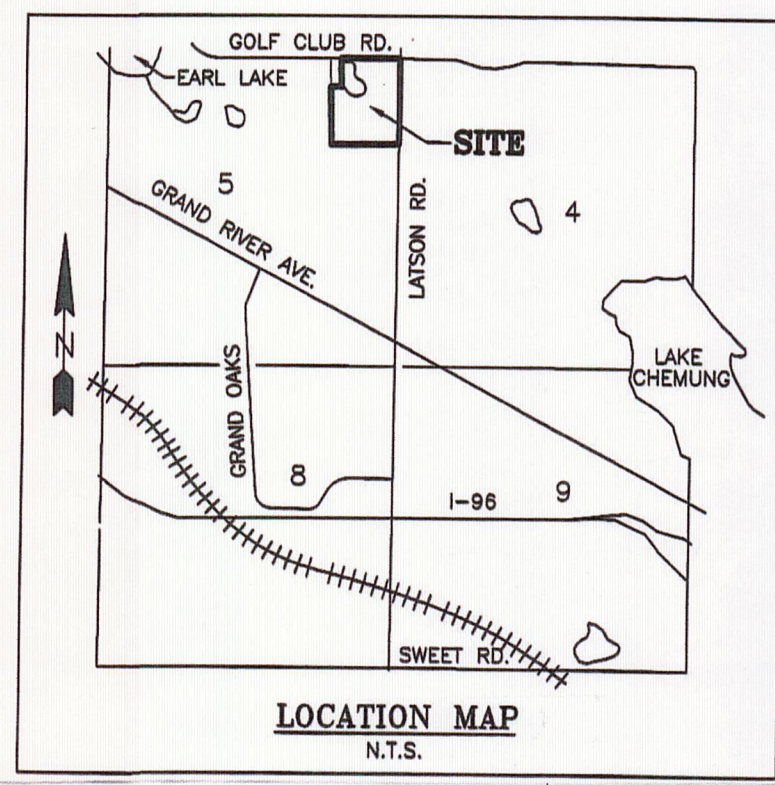 GOLF CLUB RD.
EARL LAKE
SITE
5
GRAND RIVER AVE.
LATSON RD.
4
N
LAKE
CHEMUNG
GRAND OAKS
8
I-96
9
SWEET RD.
LOCATION MAP
N.T.S.